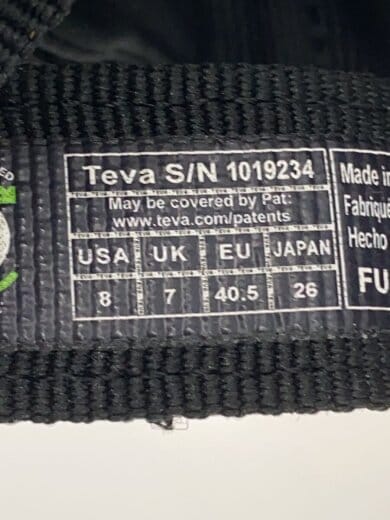 Teva S/N 1019234
May be covered by Pat:
www.teva.com/patents
USA UK EU JAPAN
8 7 40.5 26
Made in
Fabriqué
Hecho
FU